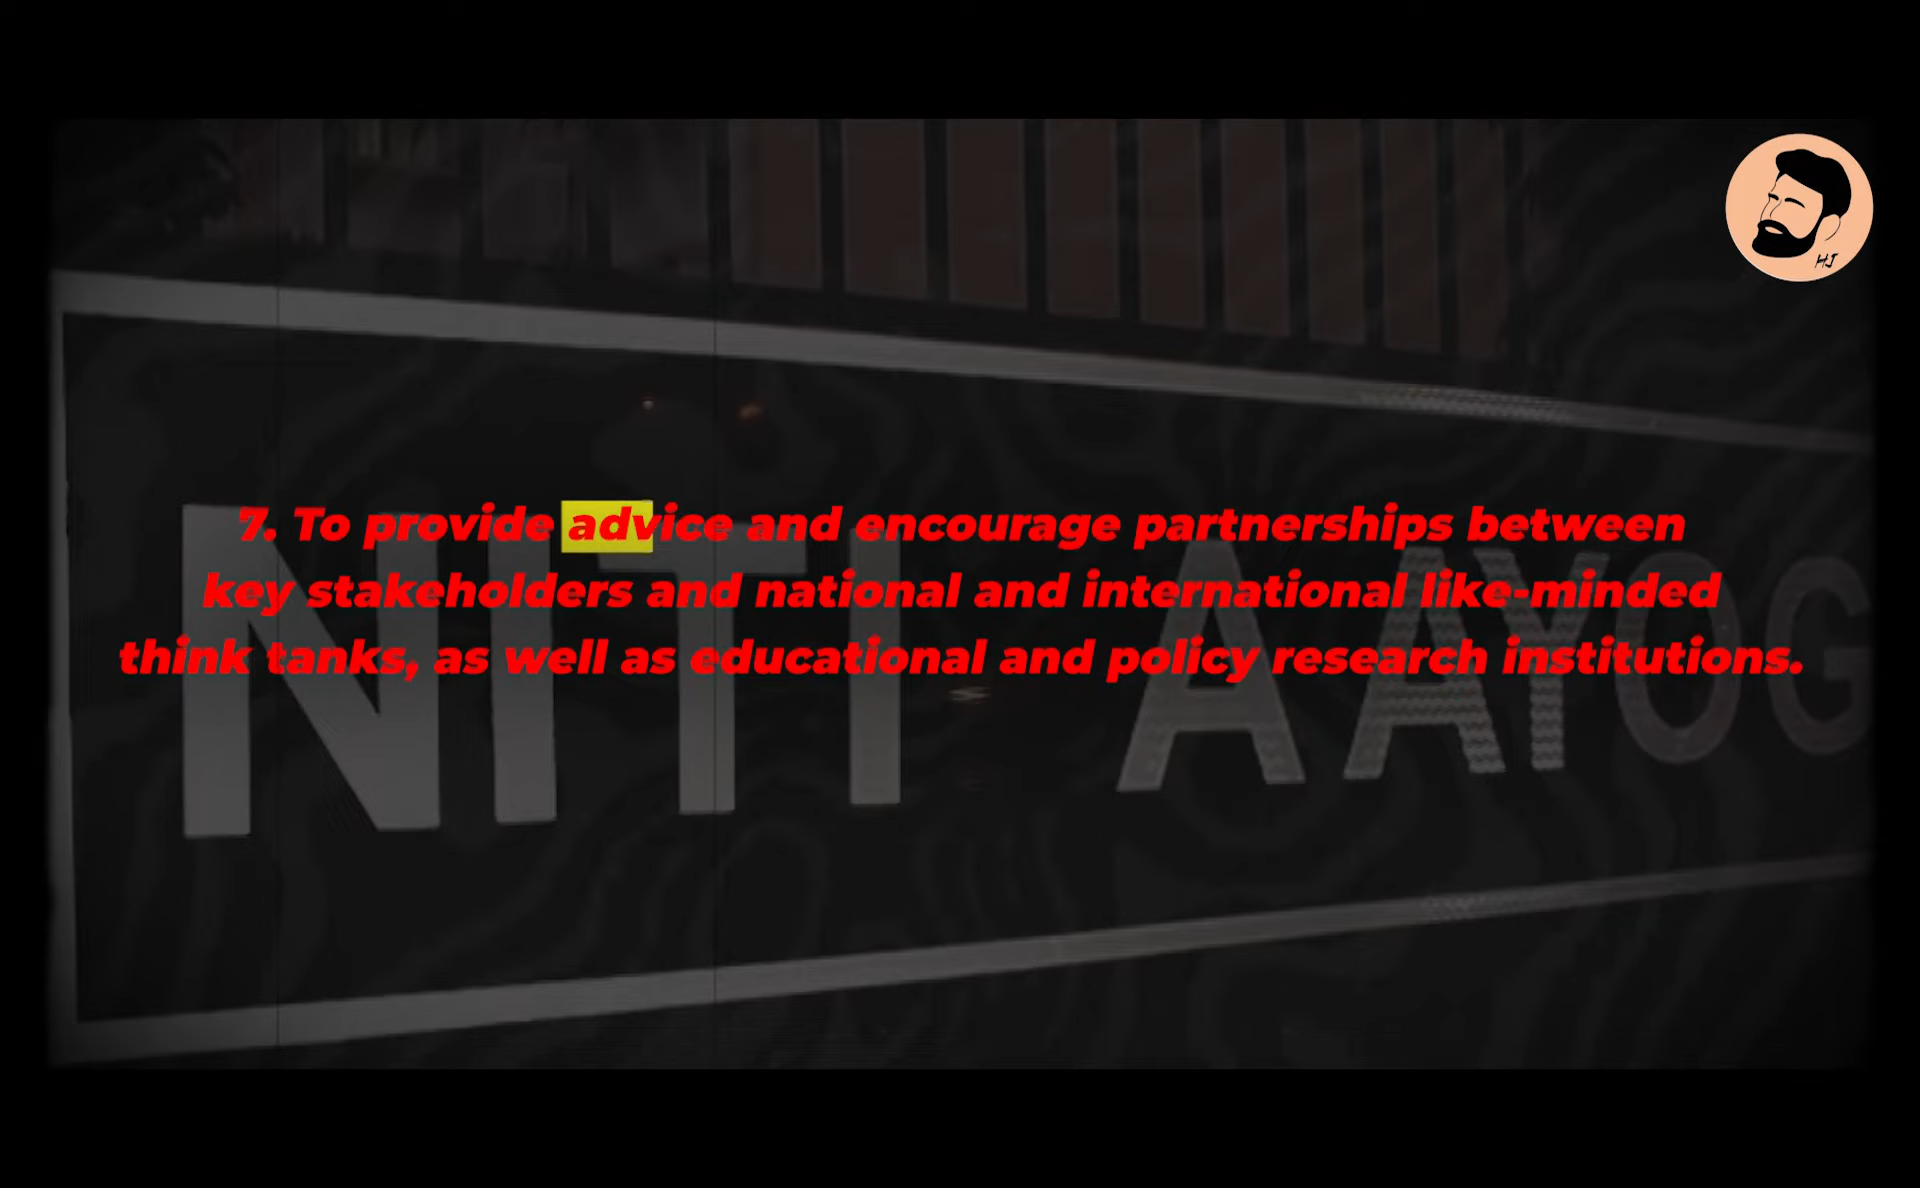 7. To provide advice and encourage partnerships between
key stakeholders and national and international like-minded
think tanks, as well as educational and policy research institutions.
NITI AAYOG
HJ